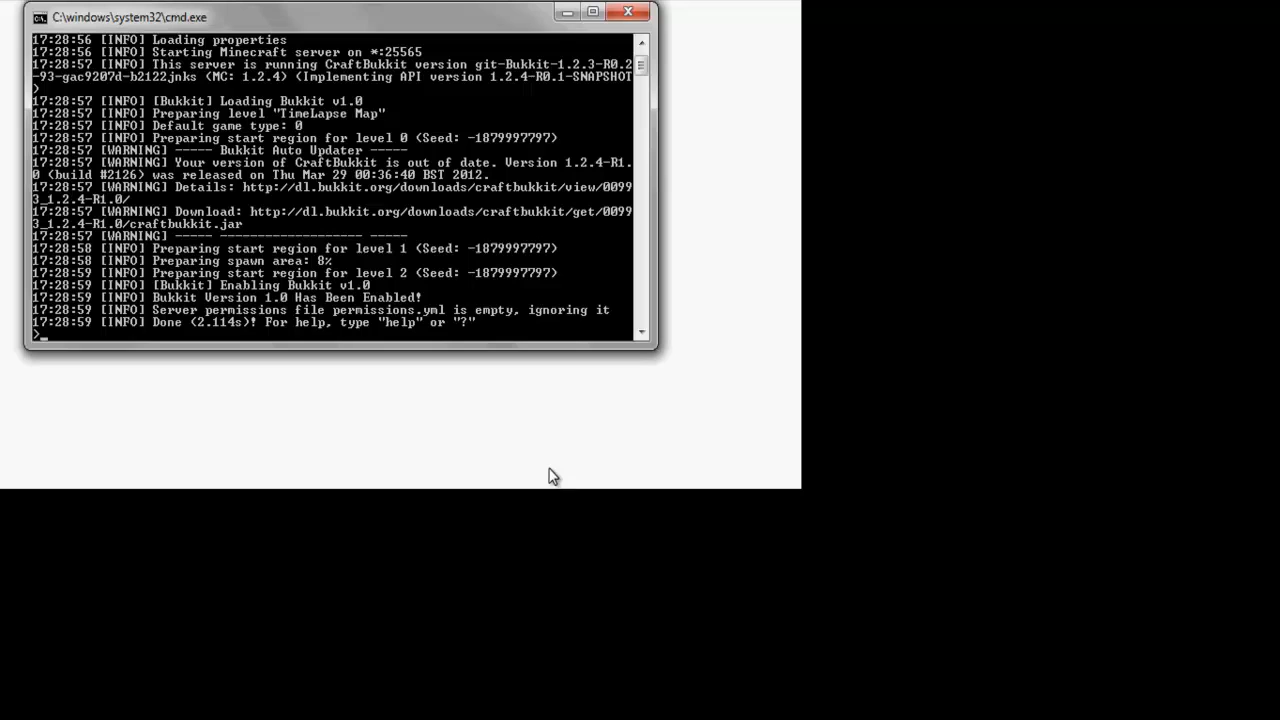 C:\windows\system32\cmd.exe
17:28:56 [INFO] Loading properties
17:28:56 [INFO] Starting Minecraft server on *:25565
17:28:56 [INFO] This server is running CraftBukkit version git-Bukkit-1.2.3-R0.2
-93-gac9207d-b2122jnks (MC: 1.2.4) (Implementing API version 1.2.4-R0.1-SNAPSHOT
)
17:28:57 [INFO] [Bukkit] Loading Bukkit v1.0
17:28:57 [INFO] Preparing level "TimeLapse Map"
17:28:57 [INFO] Default game type: 0
17:28:57 [INFO] Preparing start region for level 0 (Seed: -1879997797)
17:28:57 [WARNING] ----- Bukkit Auto Updater -----
17:28:57 [WARNING] Your version of CraftBukkit is out of date. Version 1.2.4-R1.
0 (build #2126) was released on Thu Mar 29 00:36:40 BST 2012.
17:28:57 [WARNING] Details: http://dl.bukkit.org/downloads/craftbukkit/view/0099
3_1.2.4-R1.0/
17:28:57 [WARNING] Download: http://dl.bukkit.org/downloads/craftbukkit/get/0099
3_1.2.4-R1.0/craftbukkit.jar
17:28:57 [WARNING] ----- ------------------- -----
17:28:58 [INFO] Preparing start region for level 1 (Seed: -1879997797)
17:28:58 [INFO] Preparing spawn area: 8%
17:28:59 [INFO] Preparing start region for level 2 (Seed: -1879997797)
17:28:59 [INFO] [Bukkit] Enabling Bukkit v1.0
17:28:59 [INFO] Bukkit Version 1.0 Has Been Enabled!
17:28:59 [INFO] Server permissions file permissions.yml is empty, ignoring it
17:28:59 [INFO] Done (2.114s)! For help, type "help" or "?"
>_